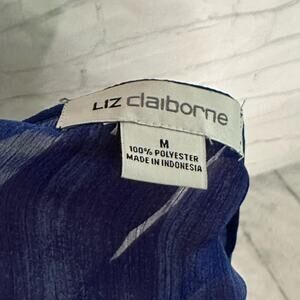 LIZ claiborne
M
100% POLYESTER
MADE IN INDONESIA